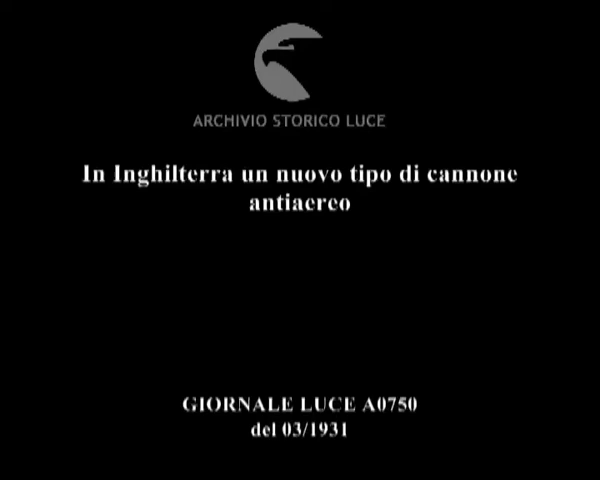 ARCHIVIO STORICO LUCE
In Inghilterra un nuovo tipo di cannone
antiaereo
GIORNALE LUCE A0750
del 03/1931